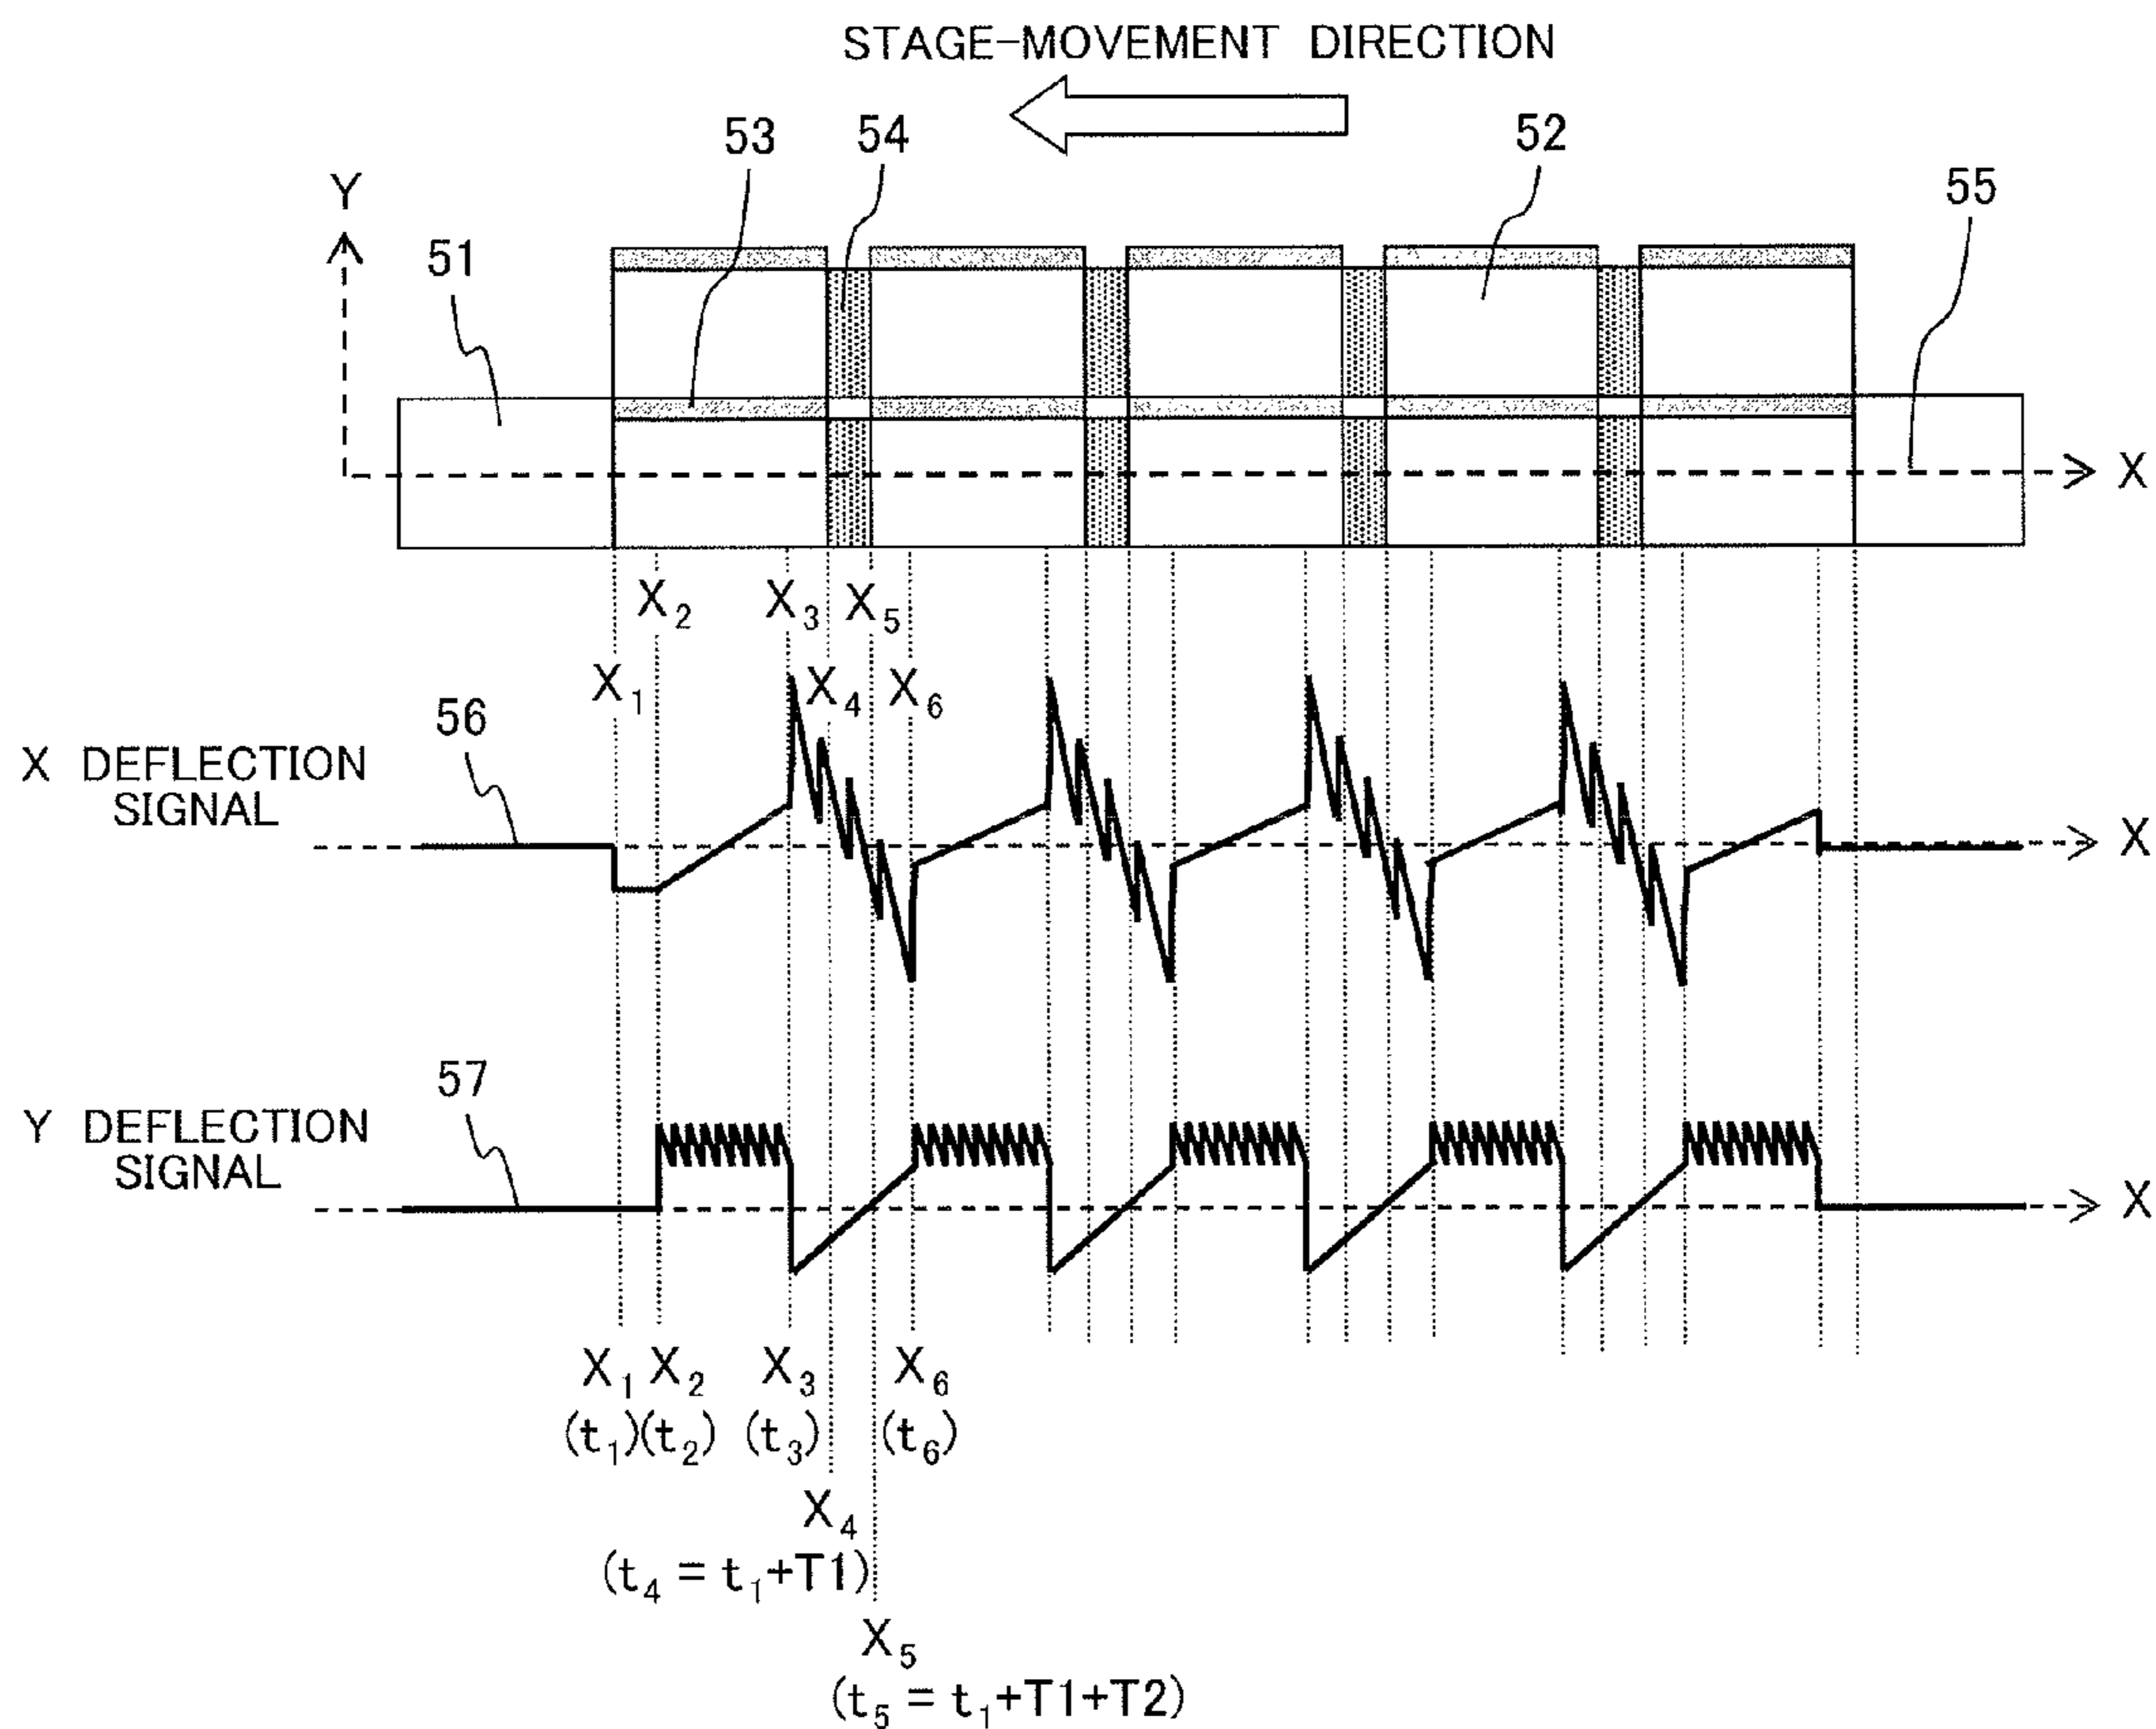 STAGE-MOVEMENT DIRECTION
53 54 52
Y 55
51
X
X₂ X₃ X₅
X₁ X₄ X₆
56
X DEFLECTION
SIGNAL
X
57
Y DEFLECTION
SIGNAL
X
X₁ X₂ X₃ X₆
(t₁)(t₂) (t₃) (t₆)
X₄
(t₄ = t₁+T1)
X₅
(t₅ = t₁+T1+T2)